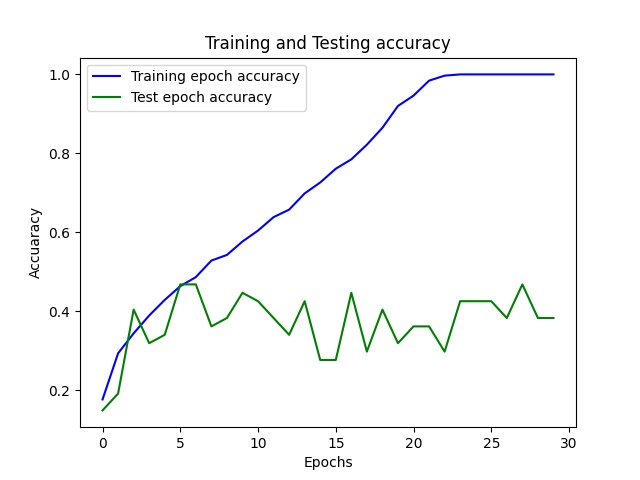 Training and Testing accuracy
Training epoch accuracy
Test epoch accuracy
1.0
0.8
0.6
0.4
0.2
Accuaracy
0 5 10 15 20 25 30
Epochs